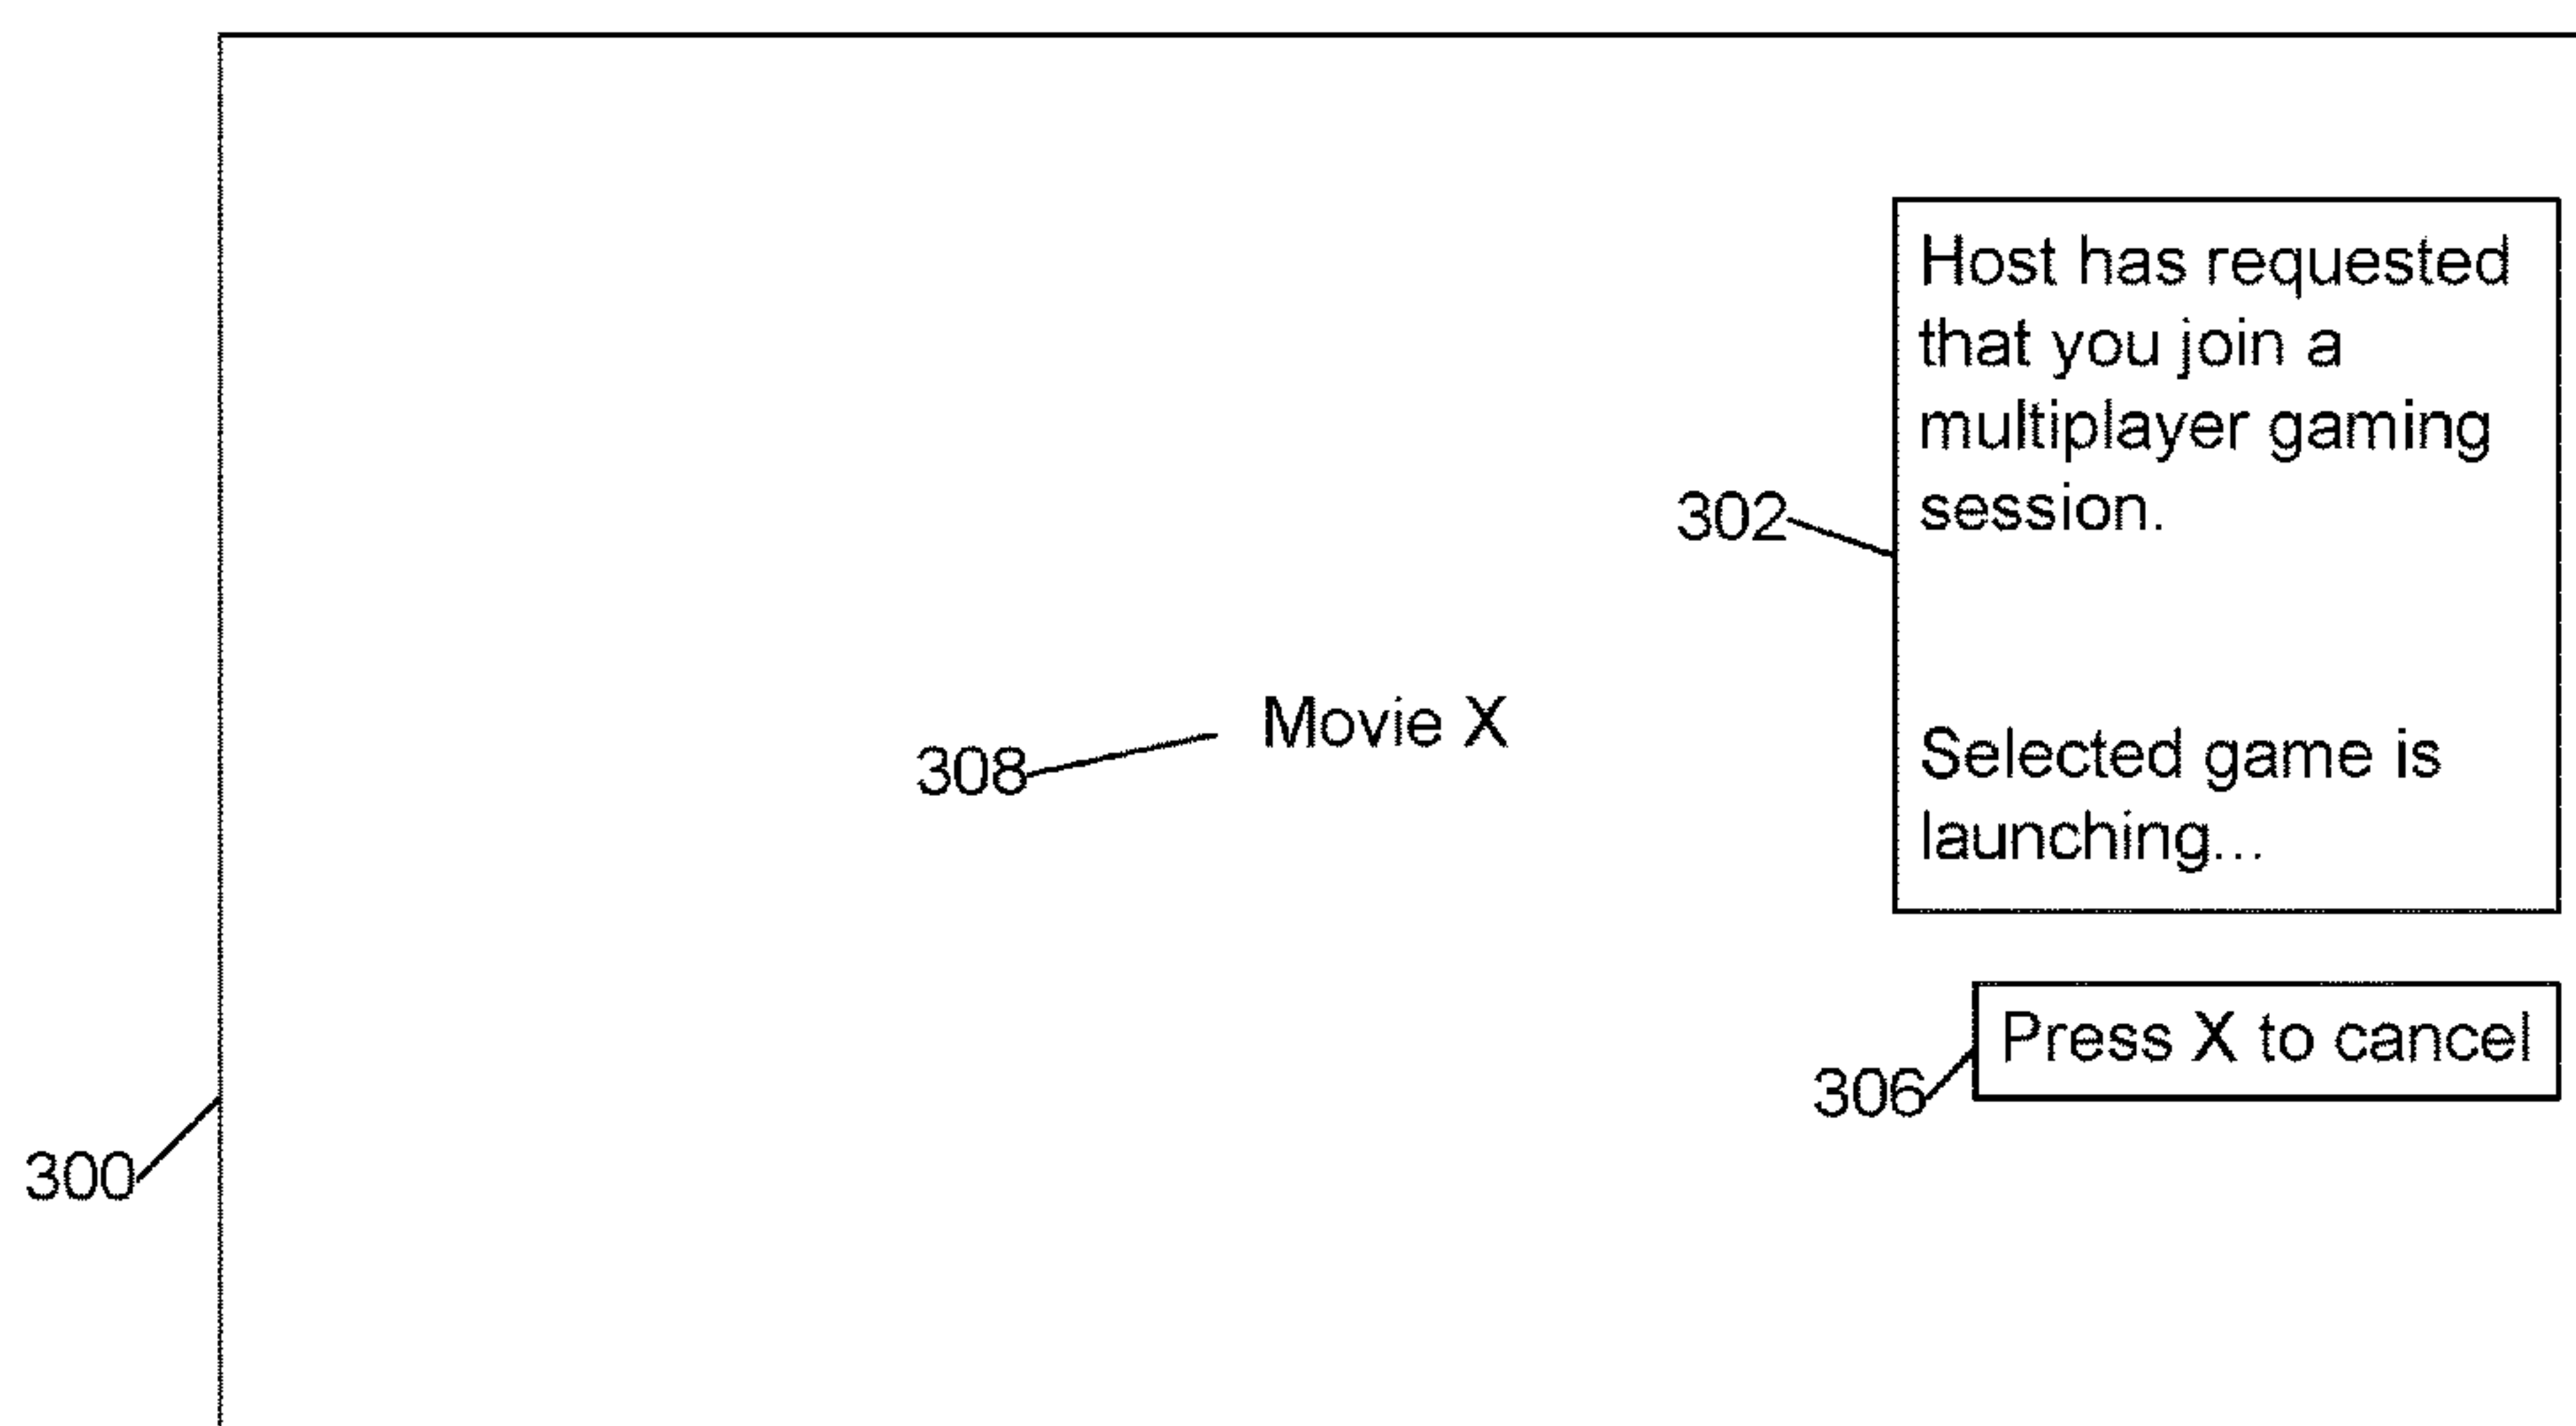 Host has requested
that you join a
multiplayer gaming
session.
302
Movie X
308
Selected game is
launching...
Press X to cancel
306
300